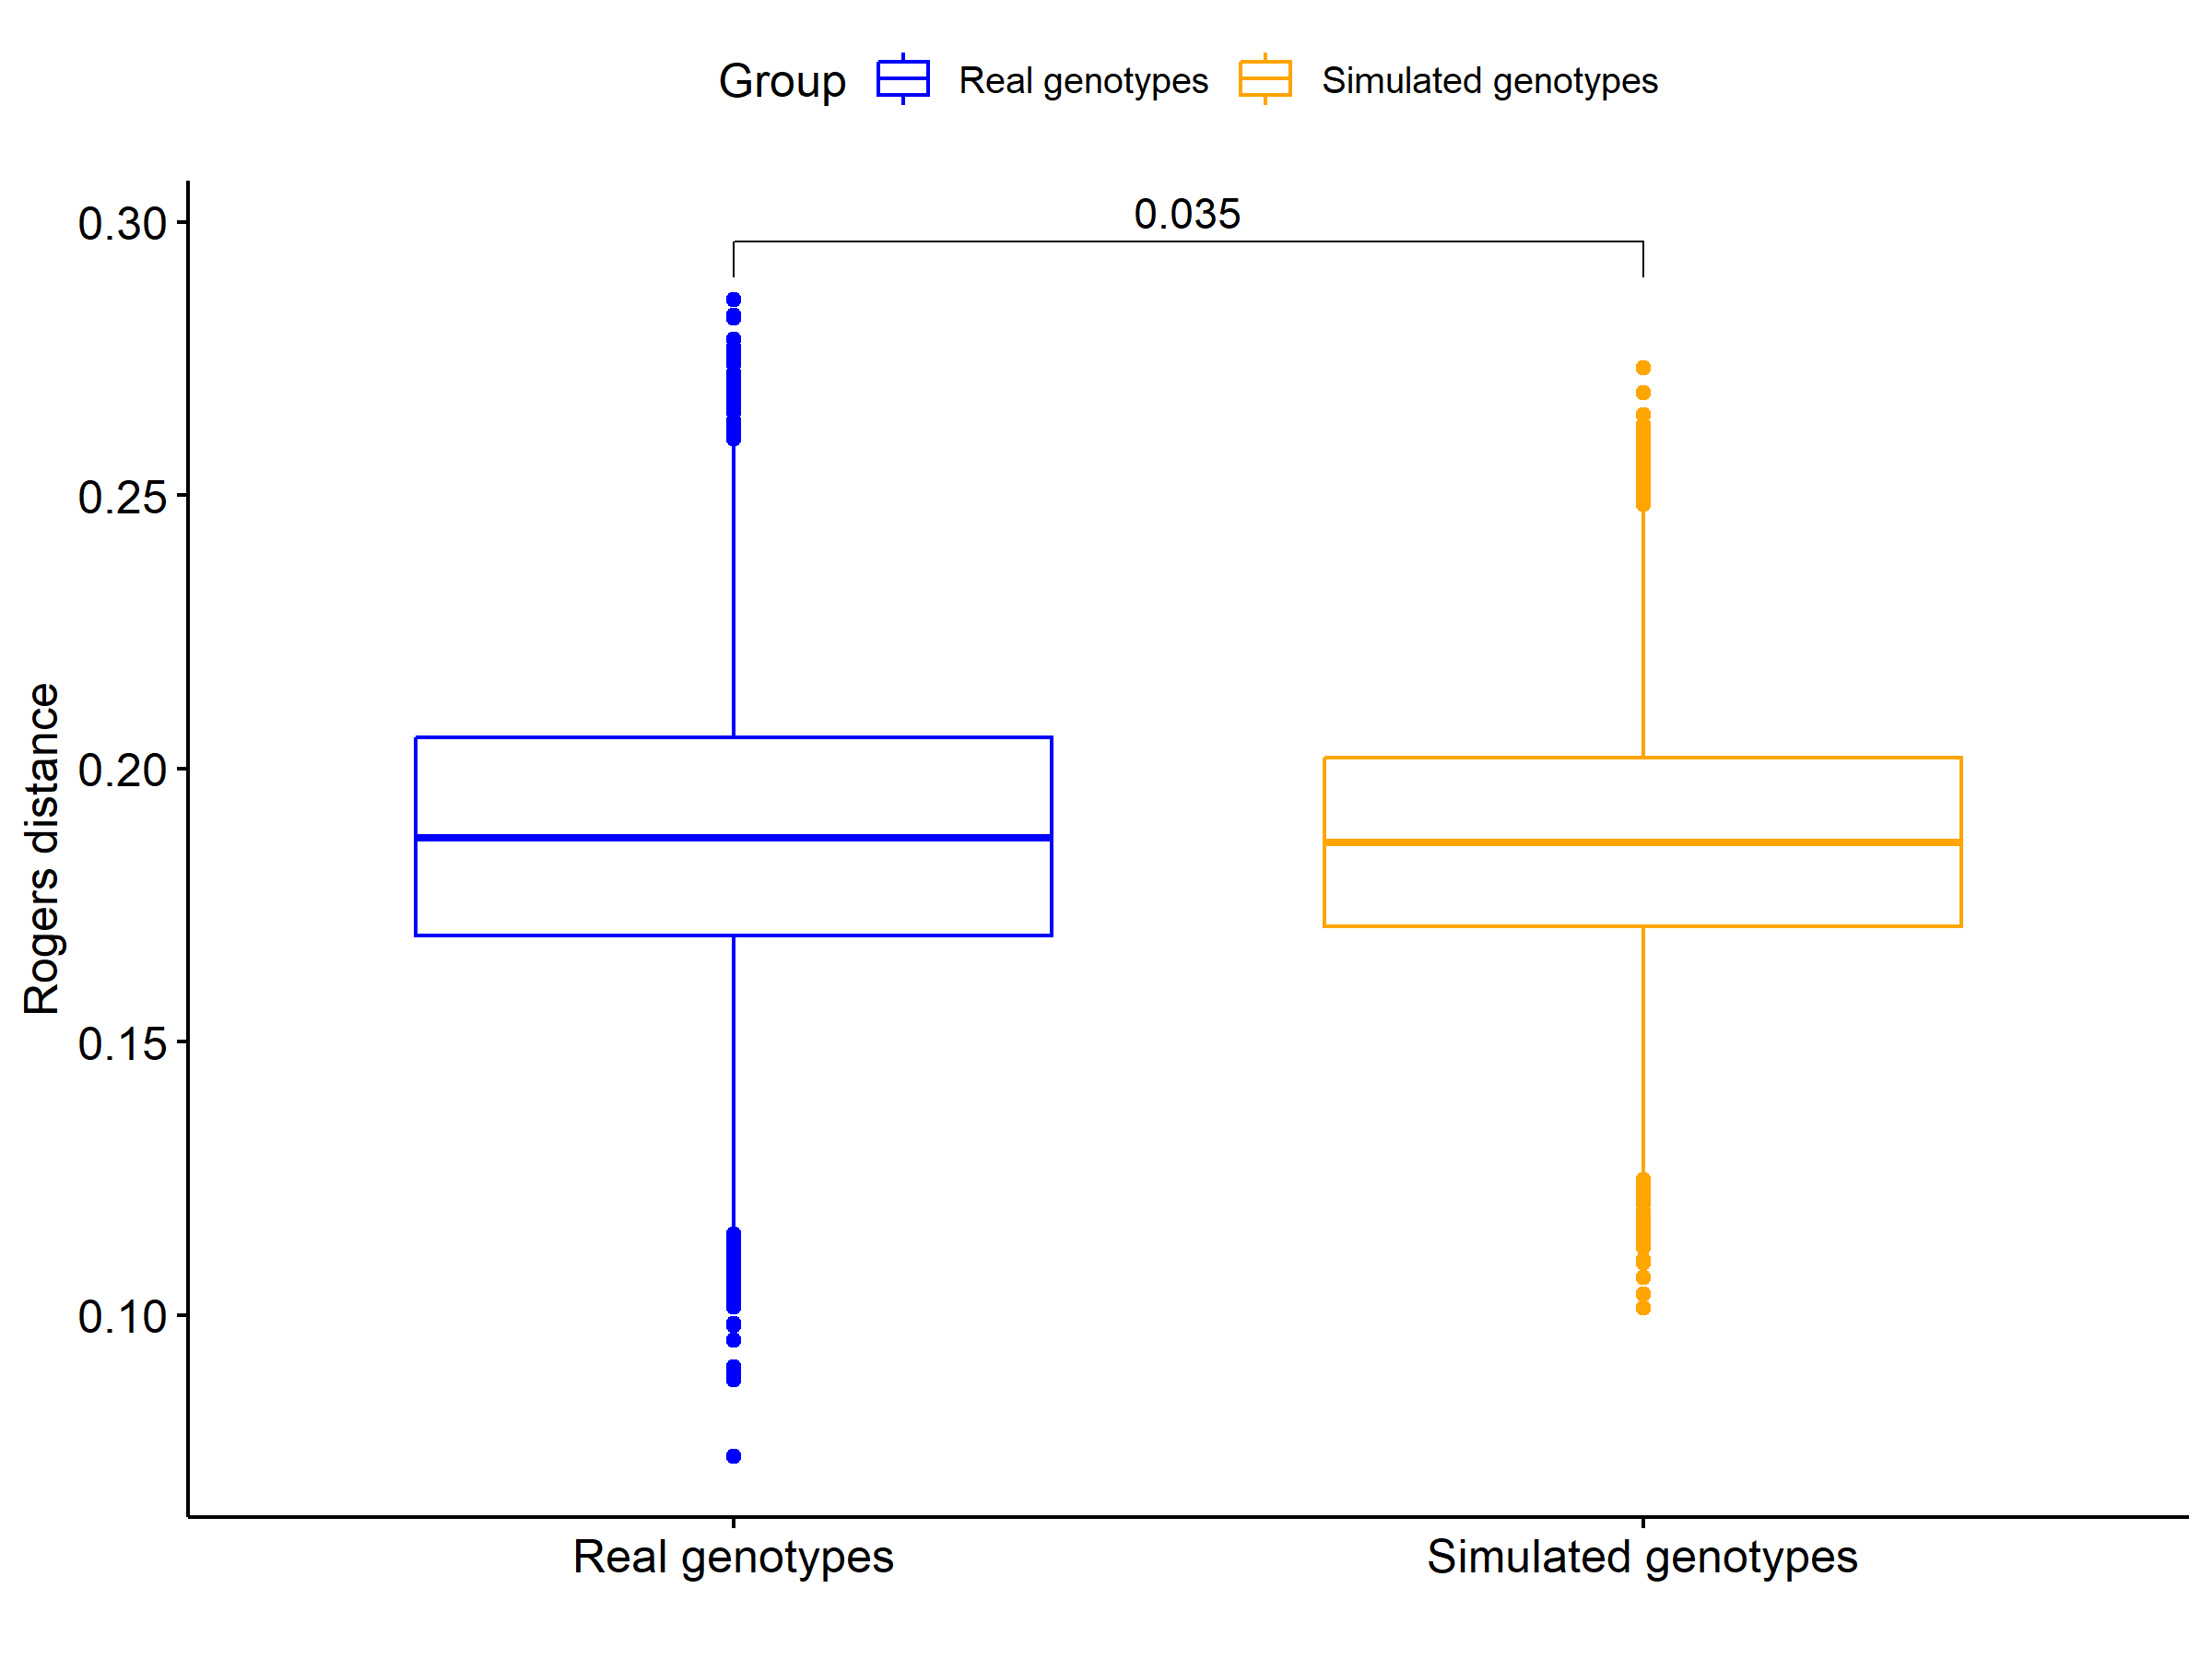 Group Real genotypes Simulated genotypes
0.035
0.30
0.25
0.20
0.15
0.10
Rogers distance
Real genotypes Simulated genotypes